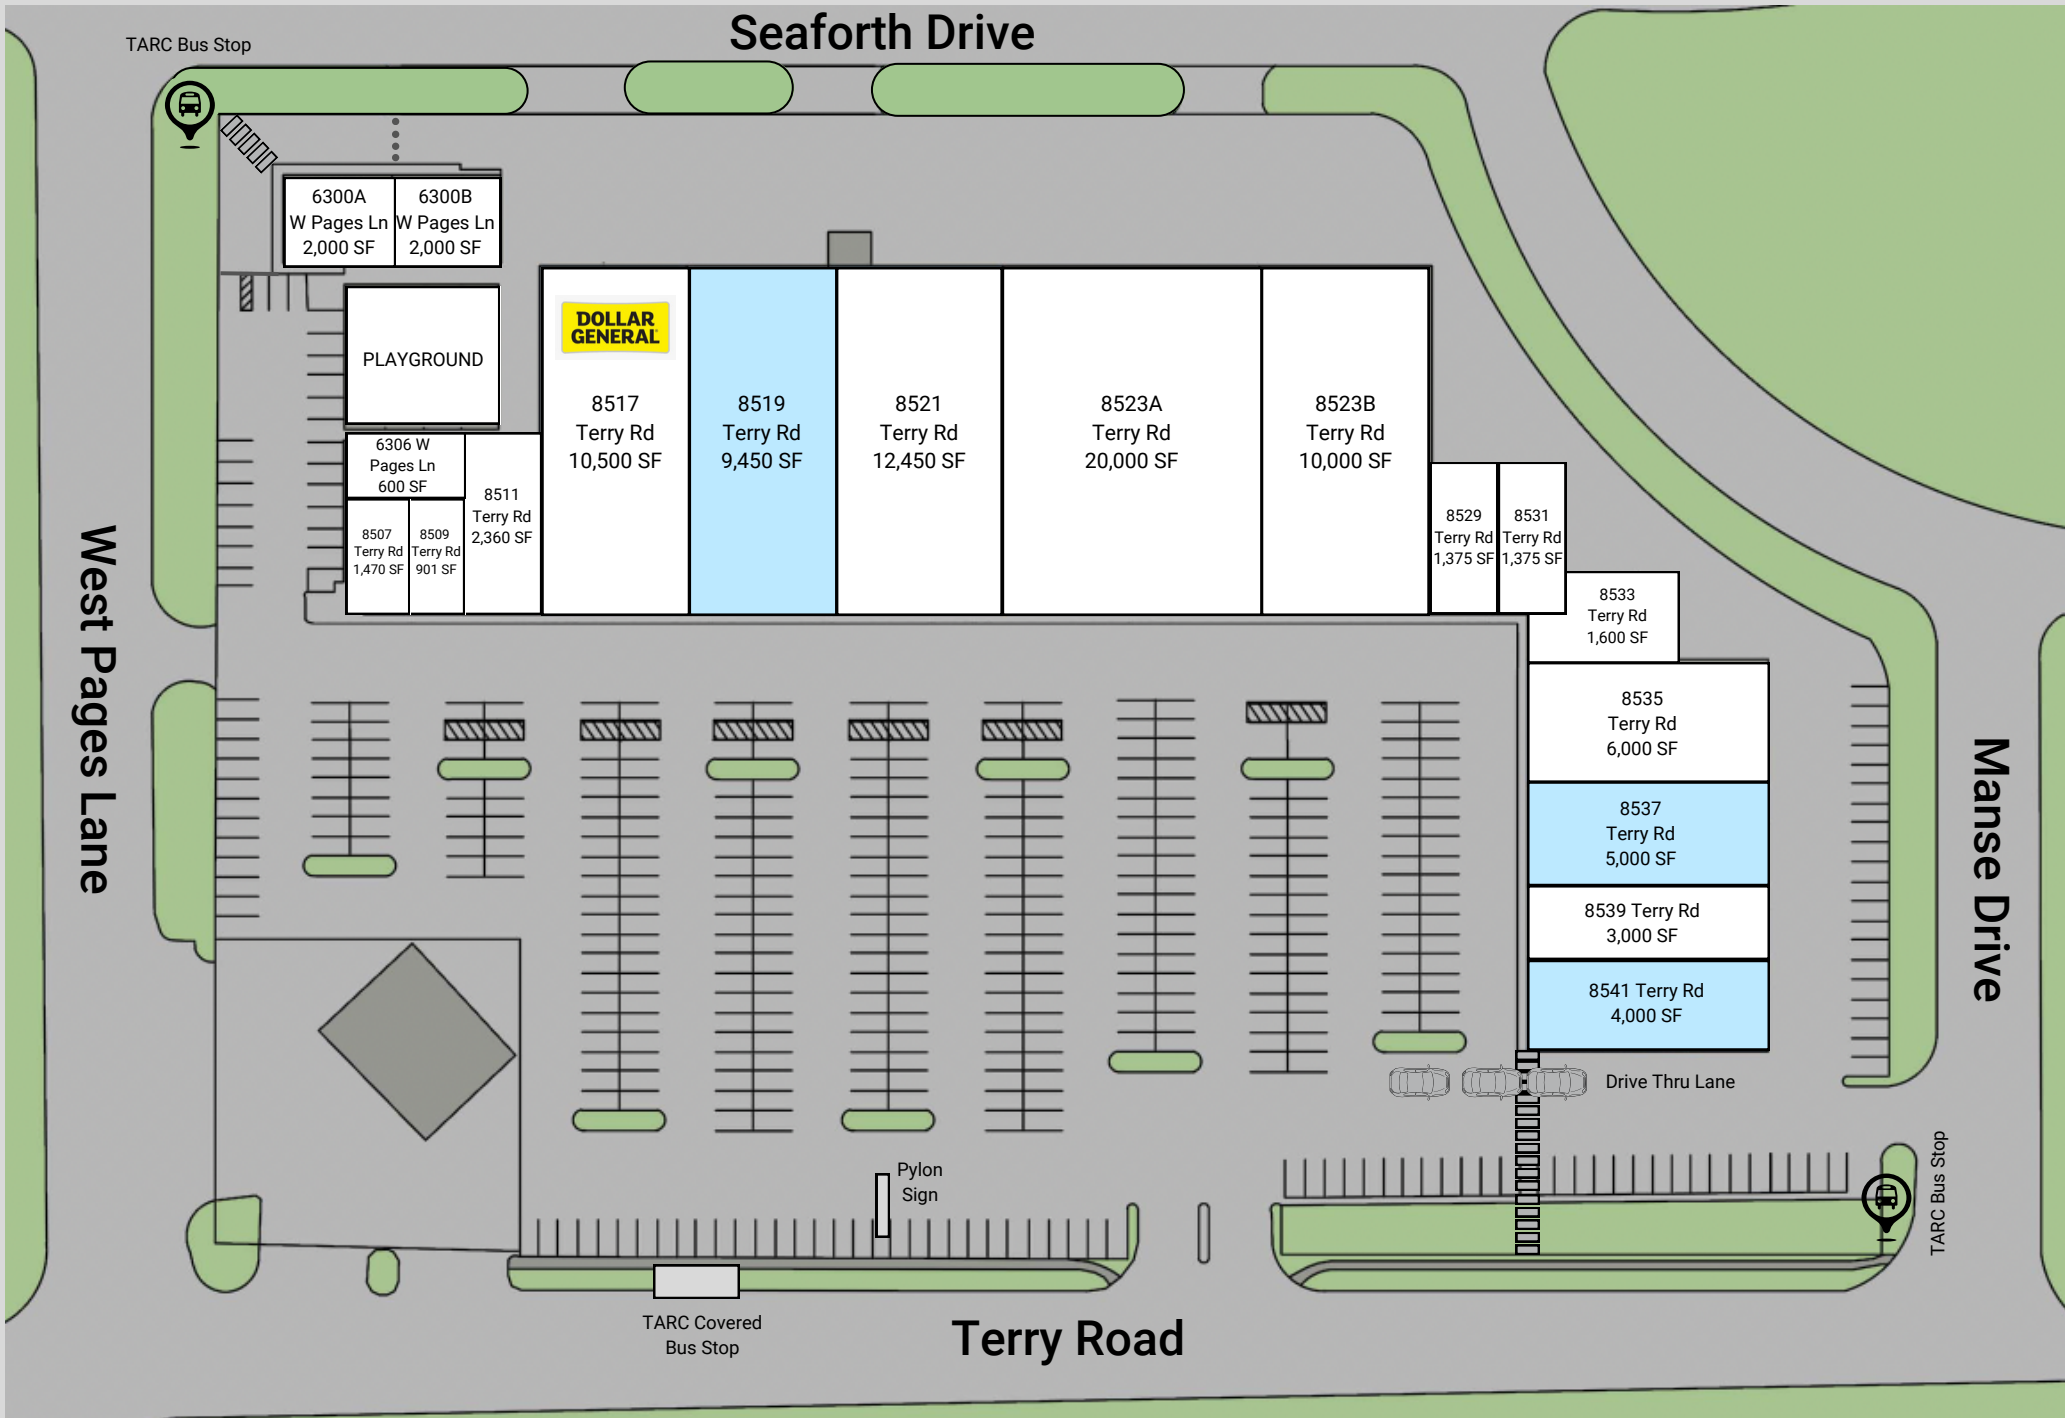 Seaforth Drive
TARC Bus Stop
6300A
W Pages Ln
2,000 SF
6300B
W Pages Ln
2,000 SF
PLAYGROUND
DOLLAR
GENERAL
8517
Terry Rd
10,500 SF
8519
Terry Rd
9,450 SF
8521
Terry Rd
12,450 SF
8523A
Terry Rd
20,000 SF
8523B
Terry Rd
10,000 SF
6306 W
Pages Ln
600 SF
8507
Terry Rd
1,470 SF
8509
Terry Rd
901 SF
8511
Terry Rd
2,360 SF
8529
Terry Rd
1,375 SF
8531
Terry Rd
1,375 SF
8533
Terry Rd
1,600 SF
8535
Terry Rd
6,000 SF
8537
Terry Rd
5,000 SF
8539 Terry Rd
3,000 SF
8541 Terry Rd
4,000 SF
West Pages Lane
Manse Drive
Drive Thru Lane
Pylon
Sign
TARC Bus Stop
TARC Covered
Bus Stop
Terry Road